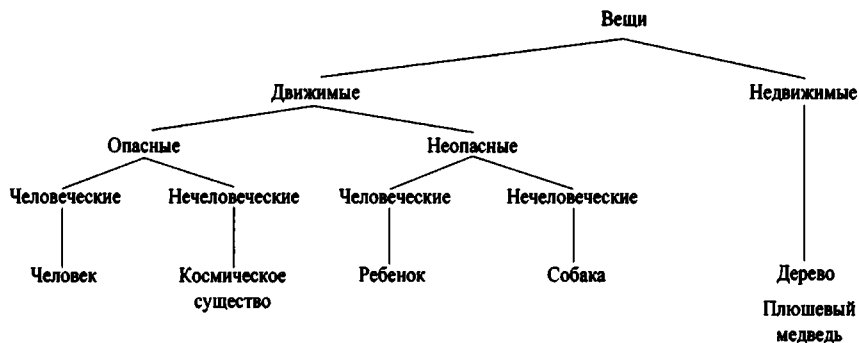 Вещи
Движимые
Недвижимые
Опасные
Неопасные
Человеческие
Нечеловеческие
Человеческие
Нечеловеческие
Человек
Космическое
существо
Ребенок
Собака
Дерево
Плюшевый
медведь